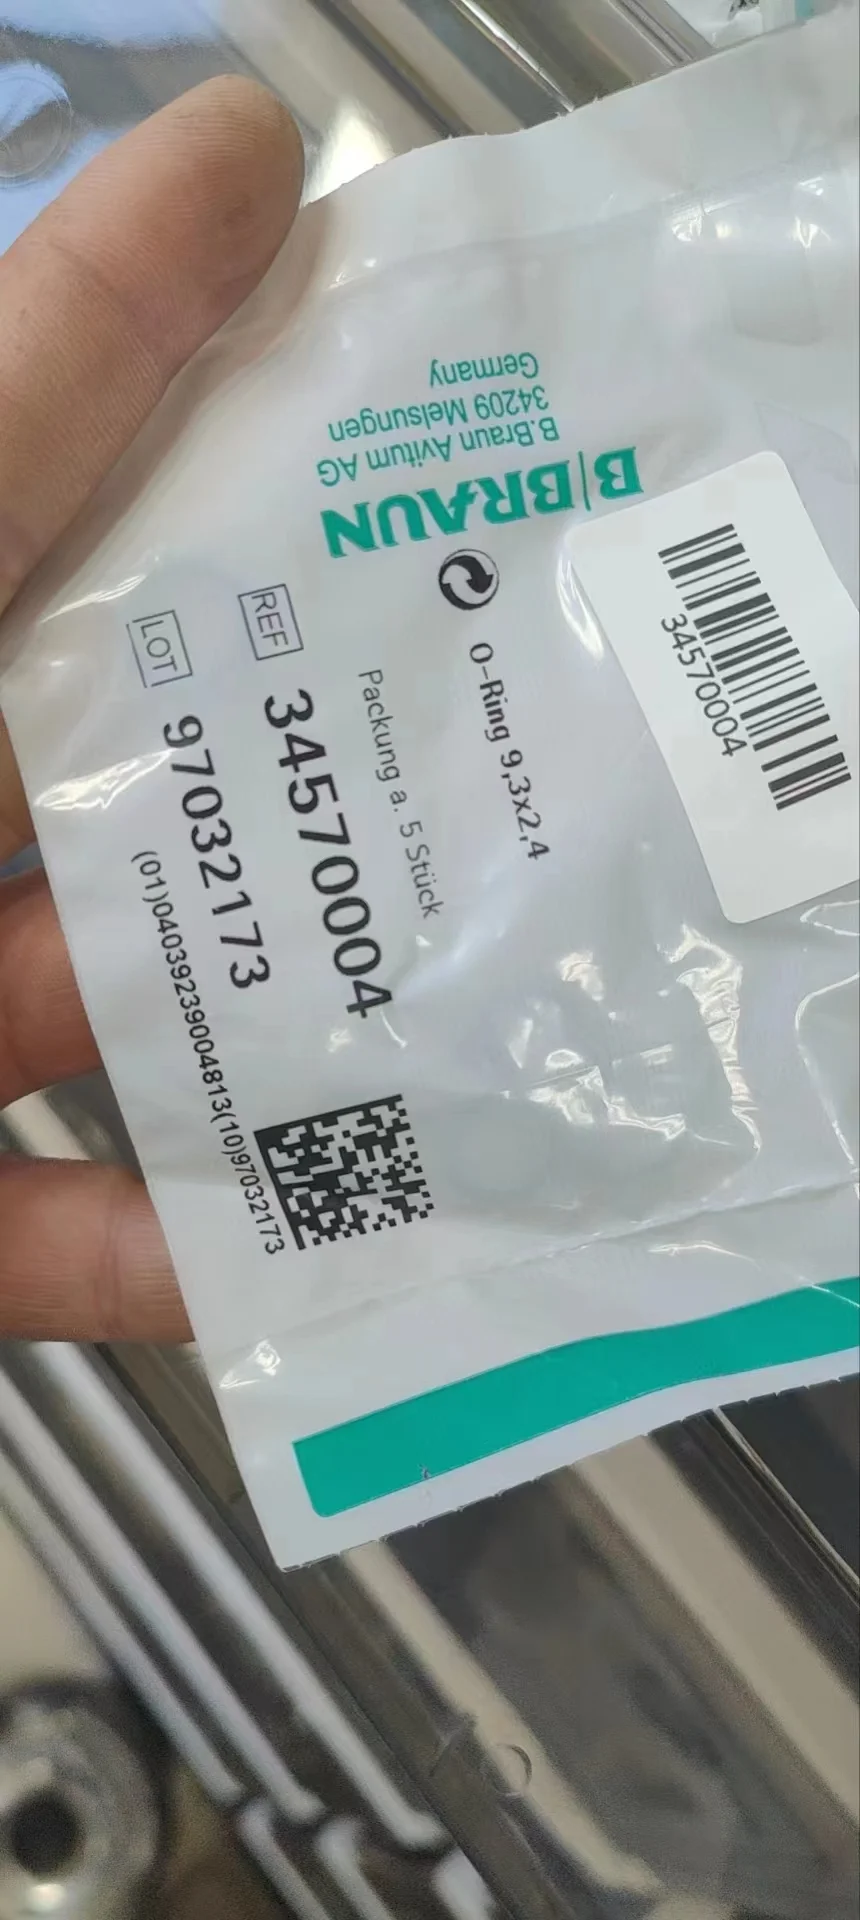 B|BRAUN
B.Braun Avitum AG
34209 Melsungen
Germany
O-Ring 9,3x2,4
Packung a. 5 Stück
REF 34570004
LOT 97032173
(01)04039239004813(10)97032173
34570004